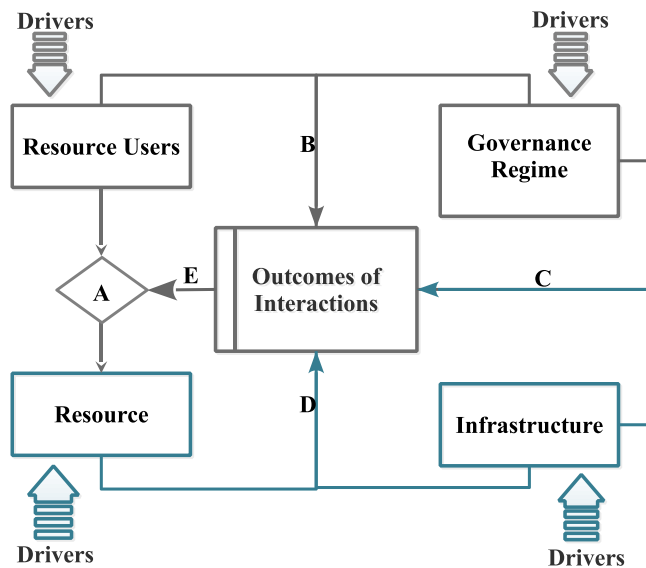 Drivers
Drivers
Resource Users
Governance
Regime
B
A
E
Outcomes of
Interactions
C
Resource
D
Infrastructure
Drivers
Drivers